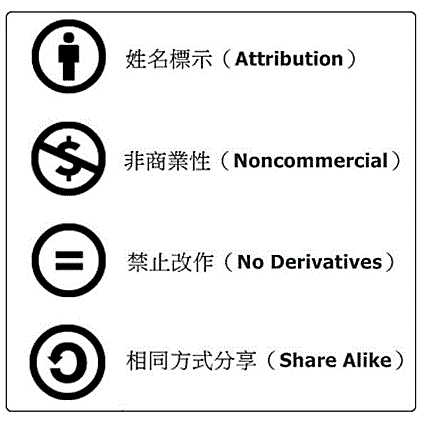 姓名標示（Attribution）
非商業性（Noncommercial）
禁止改作（No Derivatives）
相同方式分享（Share Alike）